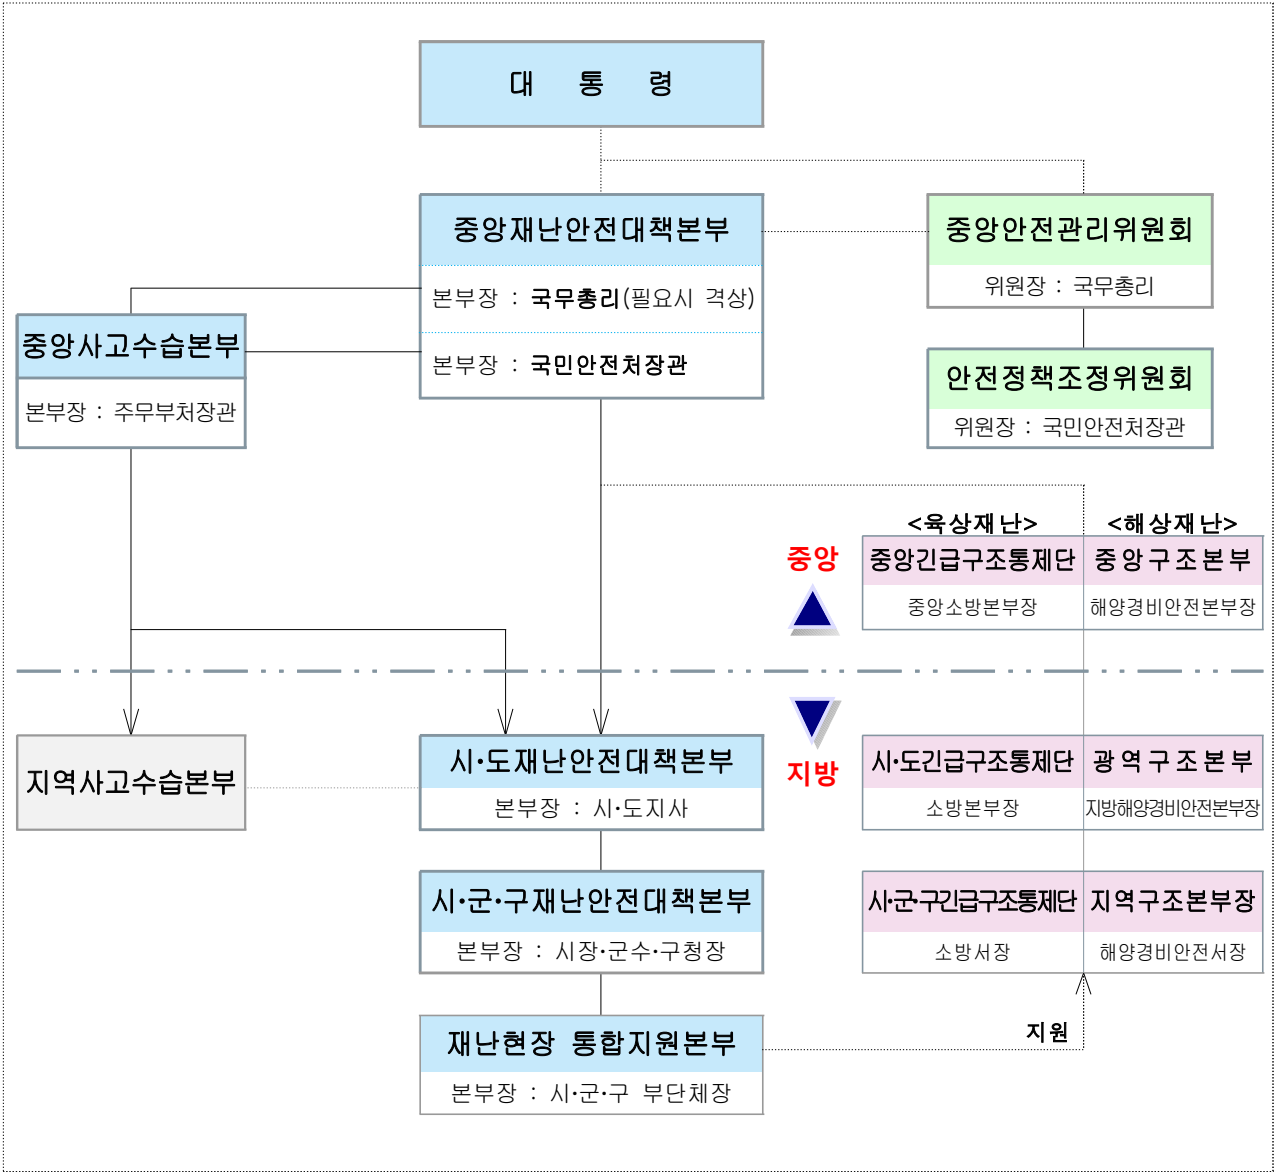 대 통 령
중앙재난안전대책본부
본부장 : 국무총리(필요시 격상)
본부장 : 국민안전처장관
중앙안전관리위원회
위원장 : 국무총리
안전정책조정위원회
위원장 : 국민안전처장관
중앙사고수습본부
본부장 : 주무부처장관
<육상재난>
<해상재난>
중앙
중앙긴급구조통제단
중앙구조본부
중앙소방본부장
해양경비안전본부장
지방
지역사고수습본부
시·도재난안전대책본부
본부장 : 시·도지사
시·도긴급구조통제단
광역구조본부
소방본부장
지방해양경비안전본부장
시·군·구재난안전대책본부
본부장 : 시장·군수·구청장
시·군·구긴급구조통제단
지역구조본부장
소방서장
해양경비안전서장
지원
재난현장 통합지원본부
본부장 : 시·군·구 부단체장